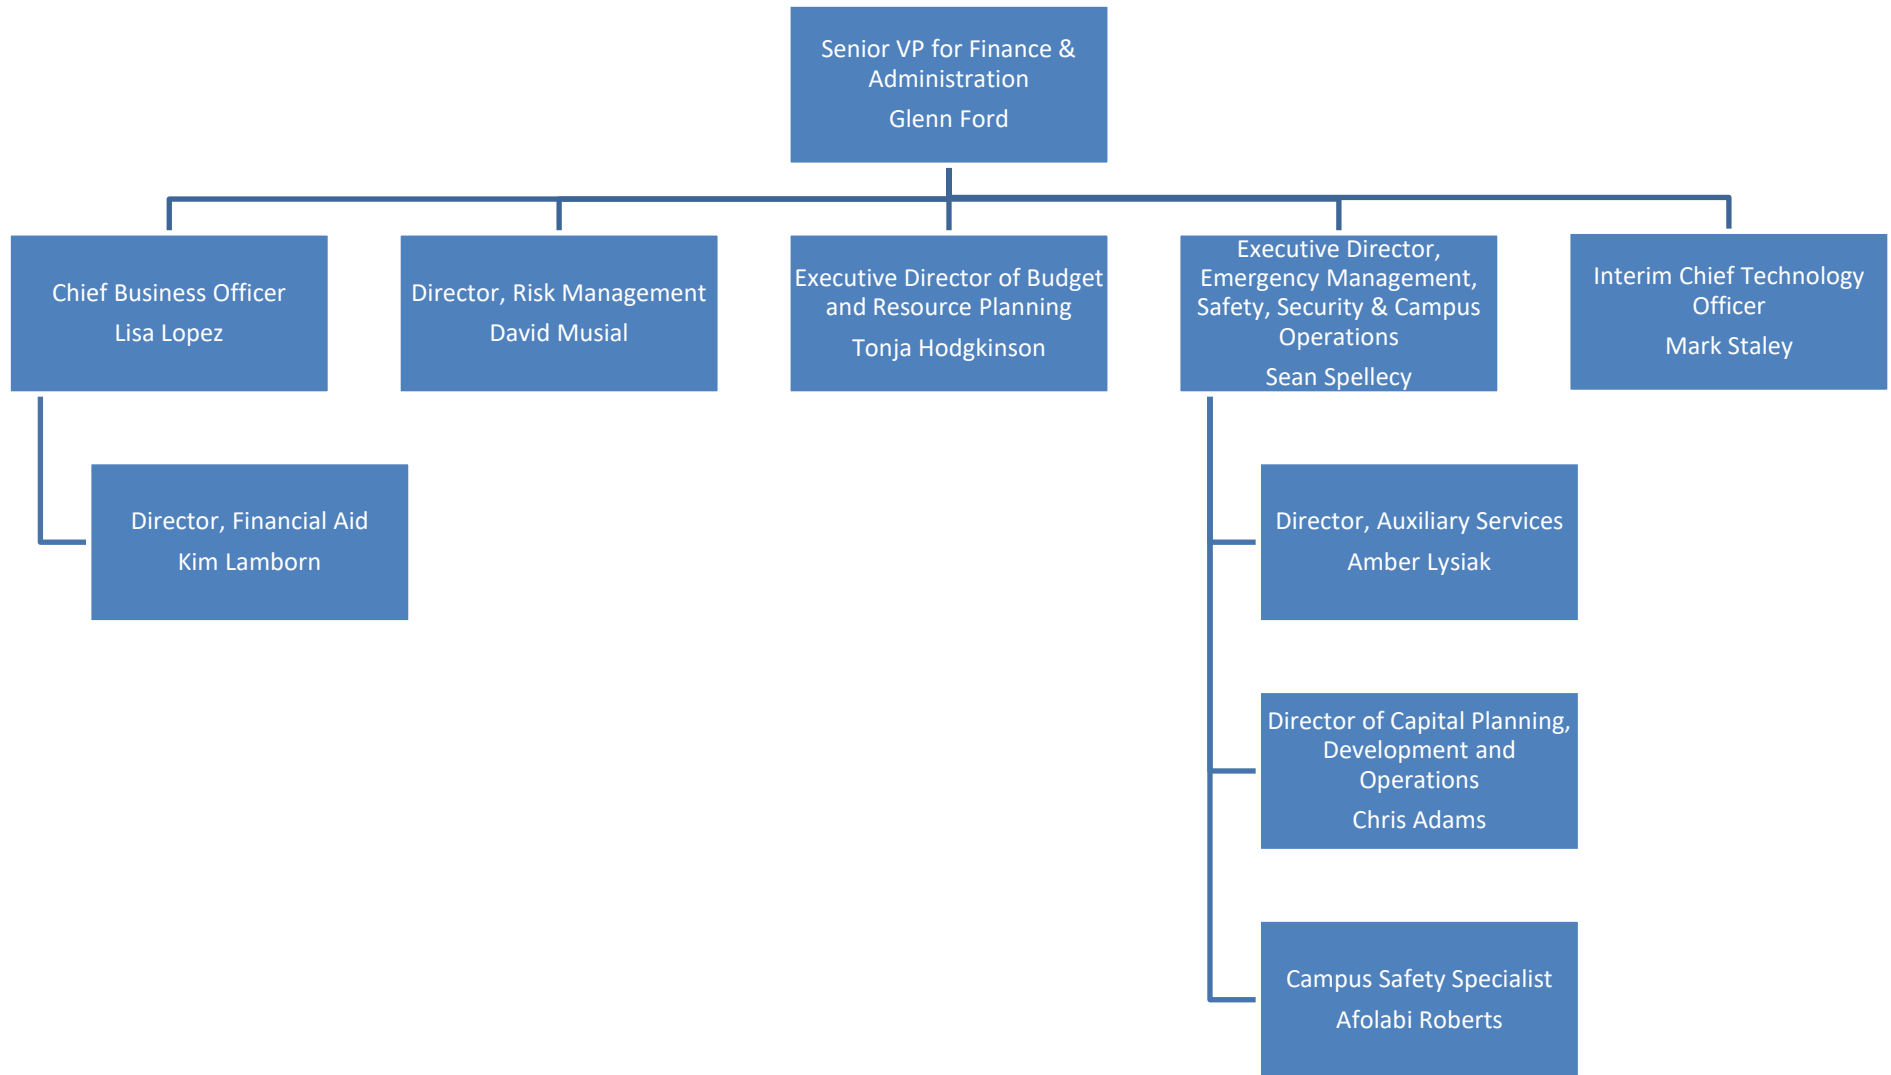 Senior VP for Finance &
Administration
Glenn Ford
Chief Business Officer
Lisa Lopez
Director, Risk Management
David Musial
Executive Director of Budget
and Resource Planning
Tonja Hodgkinson
Executive Director,
Emergency Management,
Safety, Security & Campus
Operations
Sean Spellecy
Interim Chief Technology
Officer
Mark Staley
Director, Financial Aid
Kim Lamborn
Director, Auxiliary Services
Amber Lysiak
Director of Capital Planning,
Development and
Operations
Chris Adams
Campus Safety Specialist
Afolabi Roberts